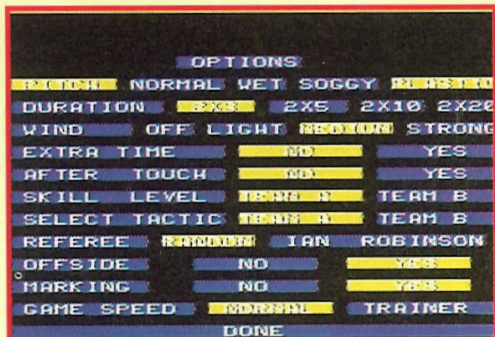 OPTIONS
PITCH NORMAL WET SOGGY PLASTIC
DURATION 2X3 2X5 2X10 2X20
WIND OFF LIGHT MEDIUM STRONG
EXTRA TIME NO YES
AFTER TOUCH NO YES
SKILL LEVEL TEAM A TEAM B
SELECT TACTIC TEAM A TEAM B
REFEREE RANDOM IAN ROBINSON
OFFSIDE NO YES
MARKING NO YES
GAME SPEED NORMAL TRAINER
DONE